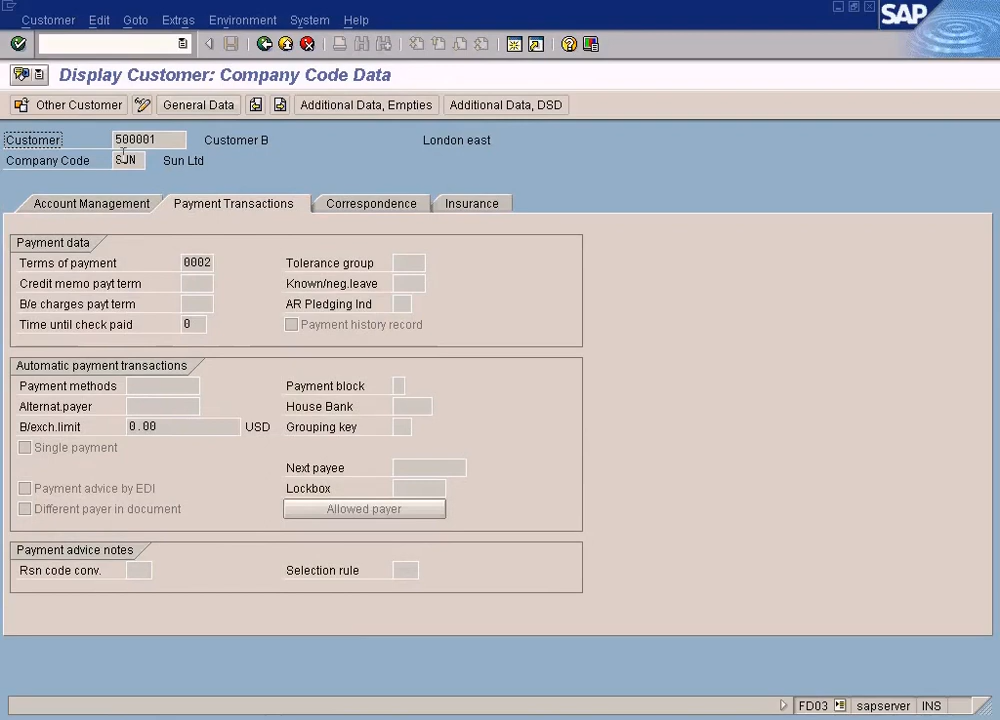 Customer Edit Goto Extras Environment System Help
SAP
Display Customer: Company Code Data
Other Customer General Data Additional Data, Empties Additional Data, DSD
Customer 500001 Customer B London east
Company Code SUN Sun Ltd
Account Management Payment Transactions Correspondence Insurance
Payment data
Terms of payment 0002 Tolerance group
Credit memo payt term Known/neg.leave
B/e charges payt term AR Pledging Ind
Time until check paid 0 Payment history record
Automatic payment transactions
Payment methods Payment block
Alternat.payer House Bank
B/exch.limit 0.00 USD Grouping key
Single payment
Next payee
Payment advice by EDI Lockbox
Different payer in document Allowed payer
Payment advice notes
Rsn code conv. Selection rule
FD03 sapserver INS